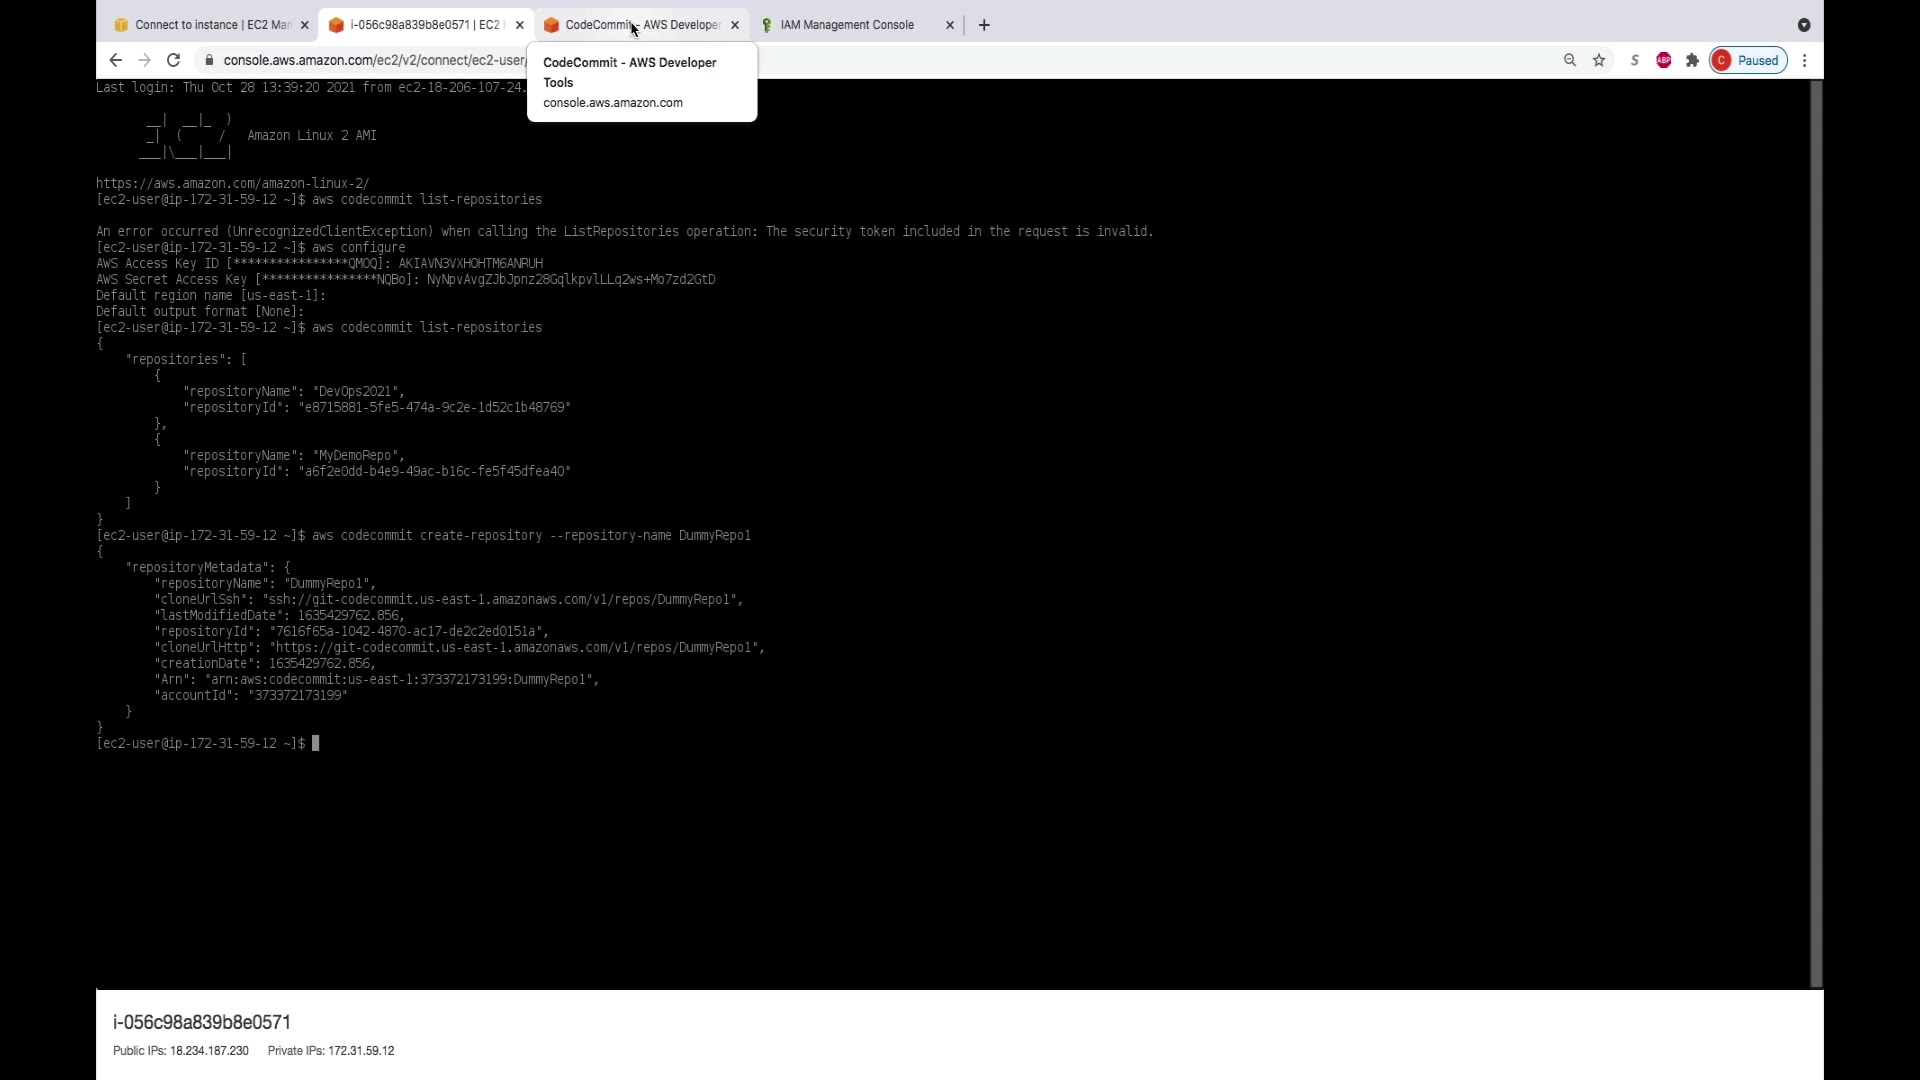 Connect to instance | EC2 Man
i-056c98a839b8e0571 | EC2 I
CodeCommit - AWS Developer
IAM Management Console
console.aws.amazon.com/ec2/v2/connect/ec2-user/
ABP
C
Paused
CodeCommit - AWS Developer
Tools
console.aws.amazon.com
Last login: Thu Oct 28 13:39:20 2021 from ec2-18-206-107-24.
       __|  __|_  )
       _|  (     /   Amazon Linux 2 AMI
      ___|\___|___|
https://aws.amazon.com/amazon-linux-2/
[ec2-user@ip-172-31-59-12 ~]$ aws codecommit list-repositories
An error occurred (UnrecognizedClientException) when calling the ListRepositories operation: The security token included in the request is invalid.
[ec2-user@ip-172-31-59-12 ~]$ aws configure
AWS Access Key ID [****************QMOQ]: AKIAVN3VXHOHTM6ANRUH
AWS Secret Access Key [****************NQBo]: 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
Default region name [us-east-1]:
Default output format [None]:
[ec2-user@ip-172-31-59-12 ~]$ aws codecommit list-repositories
{
    "repositories": [
        {
            "repositoryName": "DevOps2021",
            "repositoryId": "e8715881-5fe5-474a-9c2e-1d52c1b48769"
        },
        {
            "repositoryName": "MyDemoRepo",
            "repositoryId": "a6f2e0dd-b4e9-49ac-b16c-fe5f45dfea40"
        }
    ]
}
[ec2-user@ip-172-31-59-12 ~]$ aws codecommit create-repository --repository-name DummyRepo1
{
    "repositoryMetadata": {
        "repositoryName": "DummyRepo1",
        "cloneUrlSsh": "ssh://git-codecommit.us-east-1.amazonaws.com/v1/repos/DummyRepo1",
        "lastModifiedDate": 1635429762.856,
        "repositoryId": "7616f65a-1042-4870-ac17-de2c2ed0151a",
        "cloneUrlHttp": "https://git-codecommit.us-east-1.amazonaws.com/v1/repos/DummyRepo1",
        "creationDate": 1635429762.856,
        "Arn": "arn:aws:codecommit:us-east-1:373372173199:DummyRepo1",
        "accountId": "373372173199"
    }
}
[ec2-user@ip-172-31-59-12 ~]$
i-056c98a839b8e0571
Public IPs: 18.234.187.230 Private IPs: 172.31.59.12